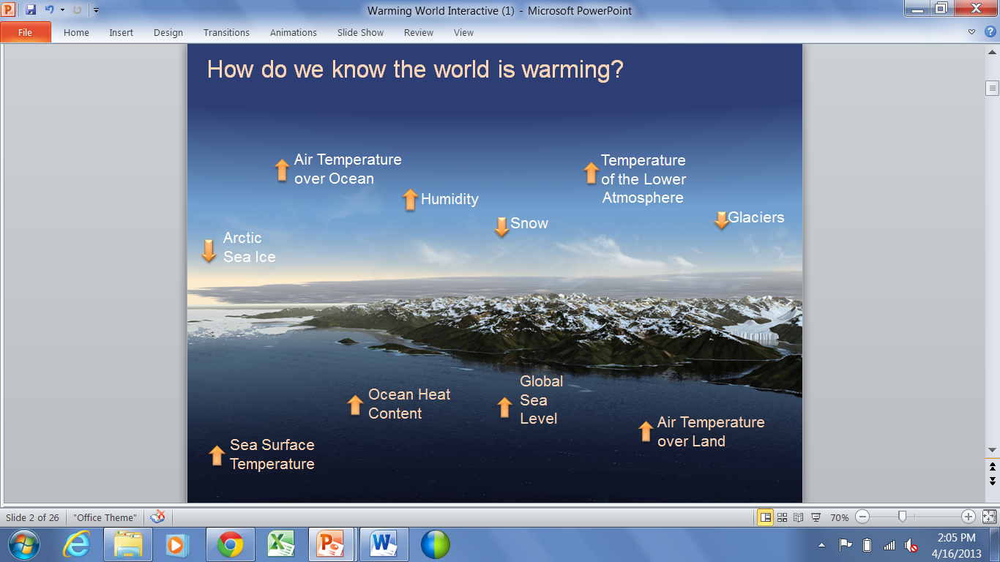 Warming World Interactive (1) - Microsoft PowerPoint
File Home Insert Design Transitions Animations Slide Show Review View
How do we know the world is warming?
Air Temperature
over Ocean
Temperature
of the Lower
Atmosphere
Humidity
Snow
Glaciers
Arctic
Sea Ice
Ocean Heat
Content
Global
Sea
Level
Air Temperature
over Land
Sea Surface
Temperature
Slide 2 of 26 "Office Theme" 70%
2:05 PM
4/16/2013